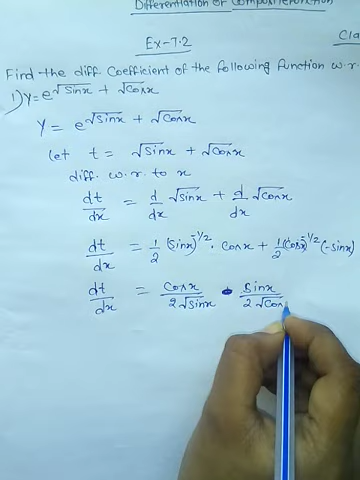 Differentiation of Composite Function
Ex-7.2
Cla
Find the diff Coefficient of the following function w.r.
1) Y = e^√sinx + √cosx
Y = e^√sinx + √cosx
Let t = √sinx + √cosx
diff. w.r. to x
dt/dx = d/dx √sinx + d/dx √cosx
dt/dx = 1/2 (sinx)^-1/2 · cosx + 1/2 (cosx)^-1/2 (-sinx)
dt/dx = cosx/2√sinx - sinx/2√cos